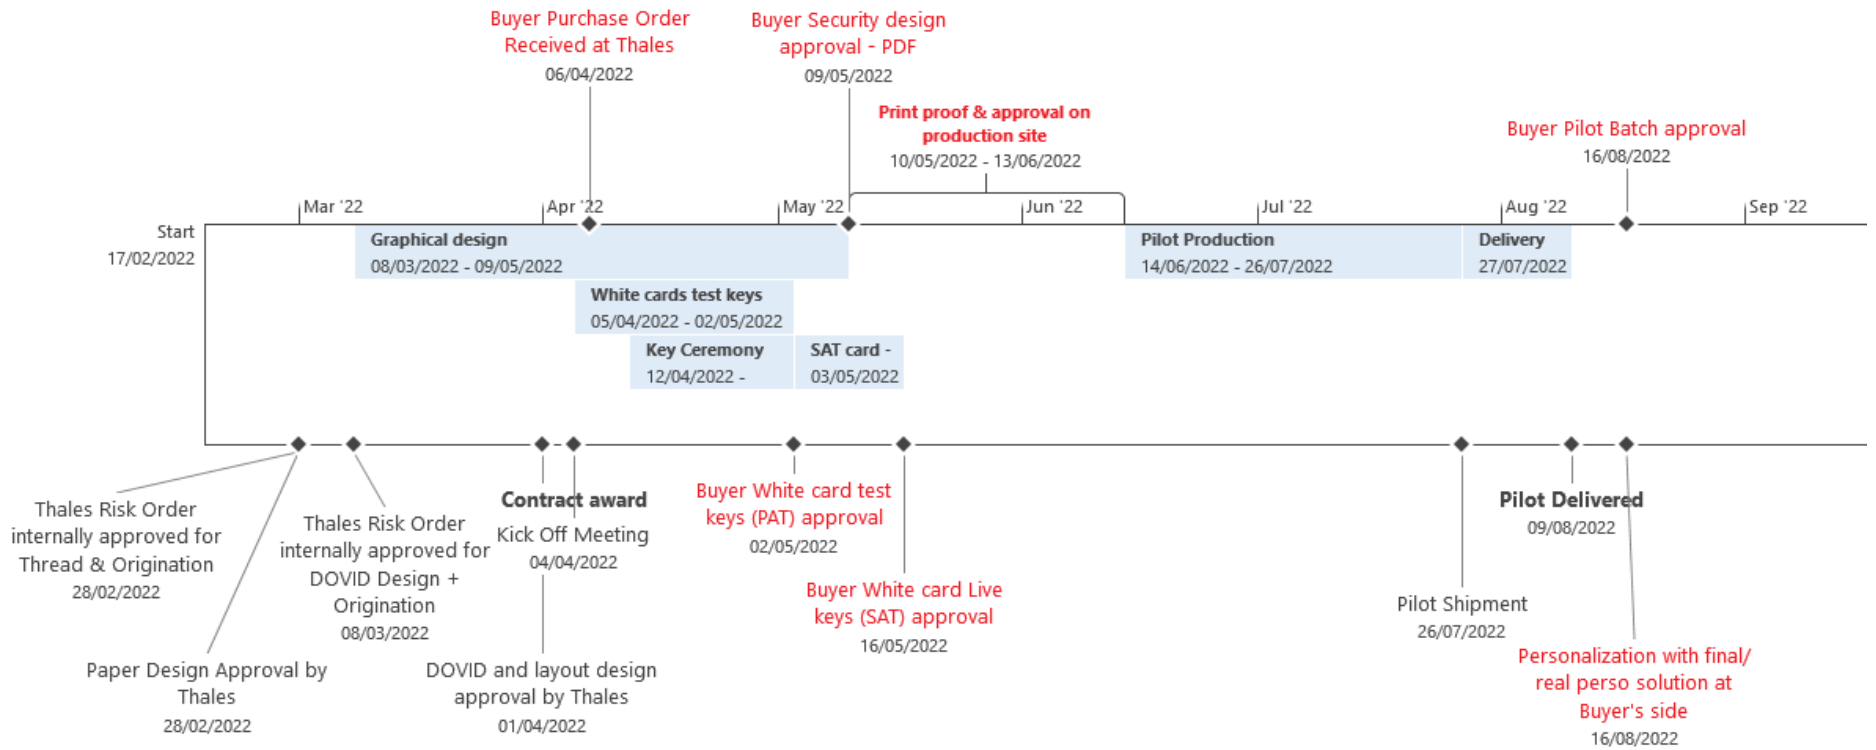 Buyer Purchase Order
Received at Thales
06/04/2022
Buyer Security design
approval - PDF
09/05/2022
Print proof & approval on
production site
10/05/2022 - 13/06/2022
Buyer Pilot Batch approval
16/08/2022
Mar '22
Apr '22
May '22
Jun '22
Jul '22
Aug '22
Sep '22
Start
17/02/2022
Graphical design
08/03/2022 - 09/05/2022
Pilot Production
14/06/2022 - 26/07/2022
Delivery
27/07/2022
White cards test keys
05/04/2022 - 02/05/2022
Key Ceremony
12/04/2022 -
SAT card -
03/05/2022
Thales Risk Order
internally approved for
Thread & Origination
28/02/2022
Paper Design Approval by
Thales
28/02/2022
Thales Risk Order
internally approved for
DOVID Design +
Origination
08/03/2022
Contract award
Kick Off Meeting
04/04/2022
DOVID and layout design
approval by Thales
01/04/2022
Buyer White card test
keys (PAT) approval
02/05/2022
Buyer White card Live
keys (SAT) approval
16/05/2022
Pilot Delivered
09/08/2022
Pilot Shipment
26/07/2022
Personalization with final/
real perso solution at
Buyer's side
16/08/2022